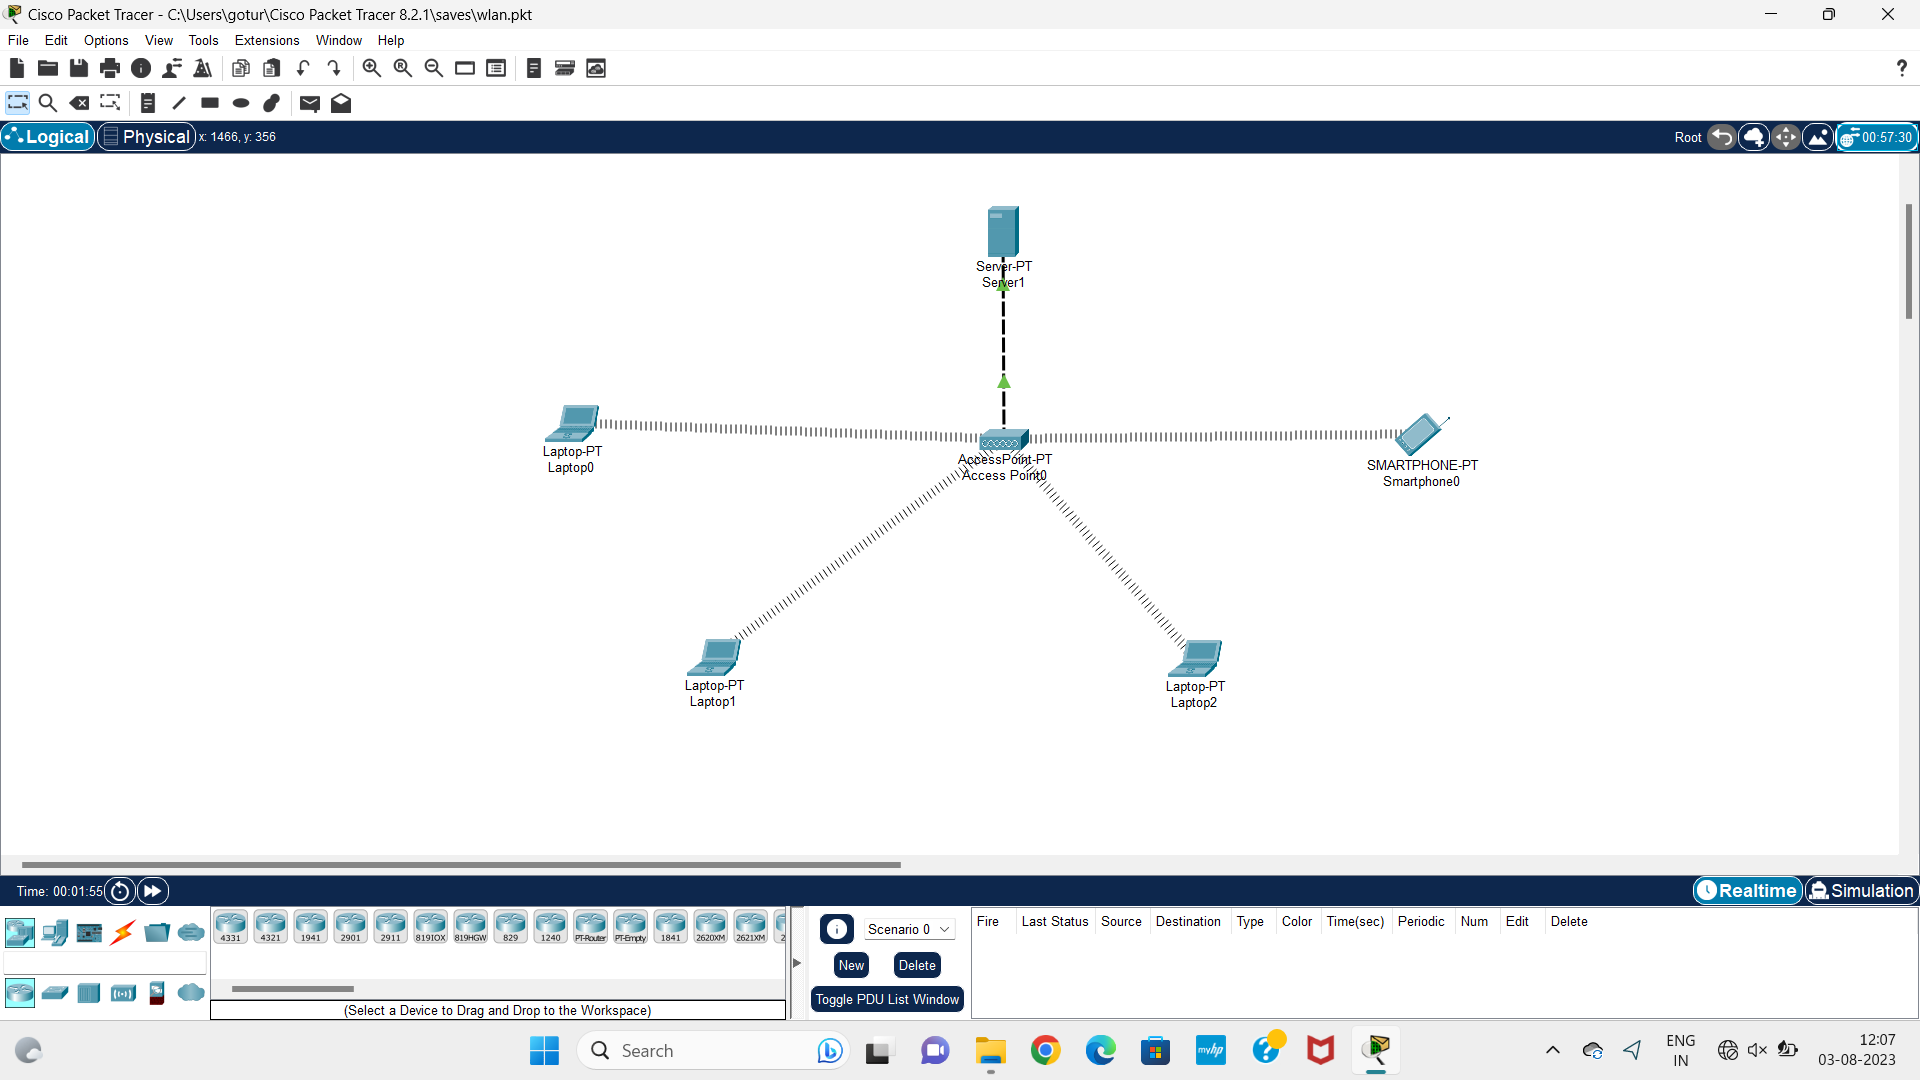 Cisco Packet Tracer - C:\Users\gotur\Cisco Packet Tracer 8.2.1\saves\wlan.pkt
File Edit Options View Tools Extensions Window Help
?
Logical Physical x: 1466, y: 356 Root 00:57:30
Server-PT
Server1
Laptop-PT
Laptop0
AccessPoint-PT
Access Point0
SMARTPHONE-PT
Smartphone0
Laptop-PT
Laptop1
Laptop-PT
Laptop2
Time: 00:01:55 Realtime Simulation
4331 4321 1941 2901 2911 819IOX 819HGW 829 1240 PT-Router PT-Empty 1841 2620XM 2621XM 2
(Select a Device to Drag and Drop to the Workspace)
Scenario 0
New Delete
Toggle PDU List Window
Fire Last Status Source Destination Type Color Time(sec) Periodic Num Edit Delete
Search
myhp
ENG
IN
12:07
03-08-2023